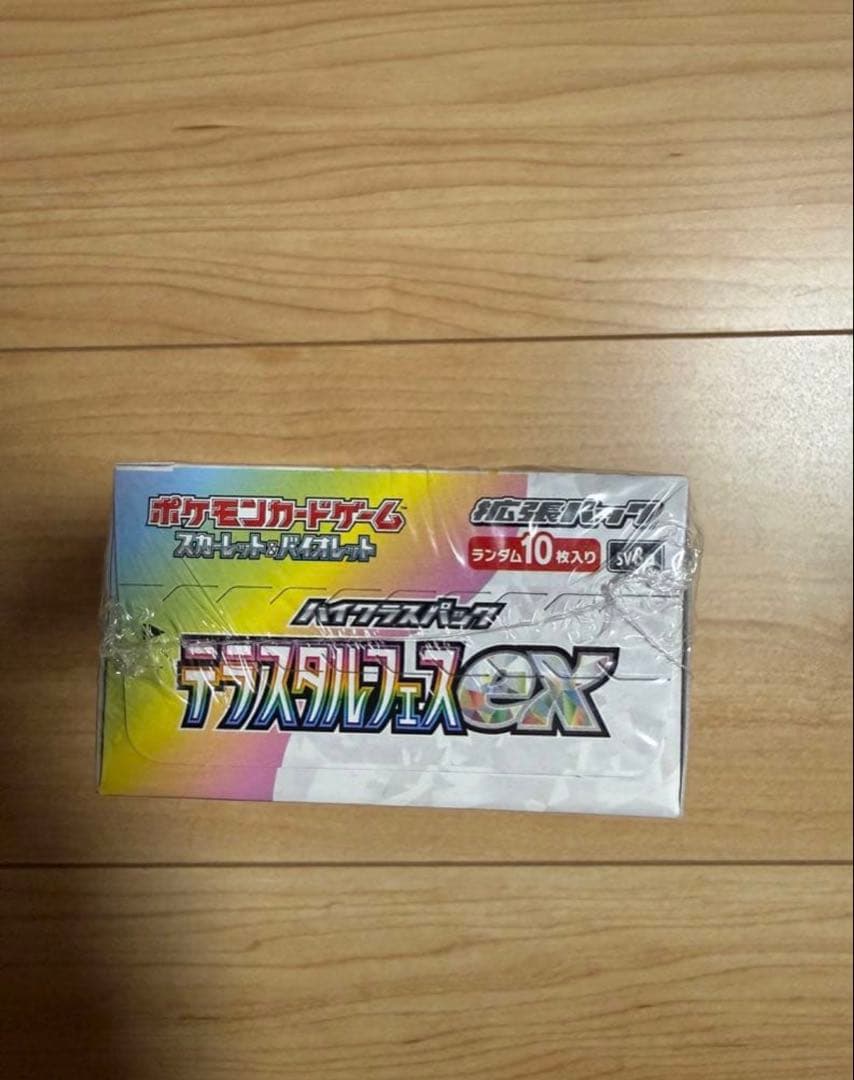 ポケモンカードゲーム
スカーレット&バイオレット
拡張パック
ランダム10枚入り
ハイクラスパック
テラスタルフェスex